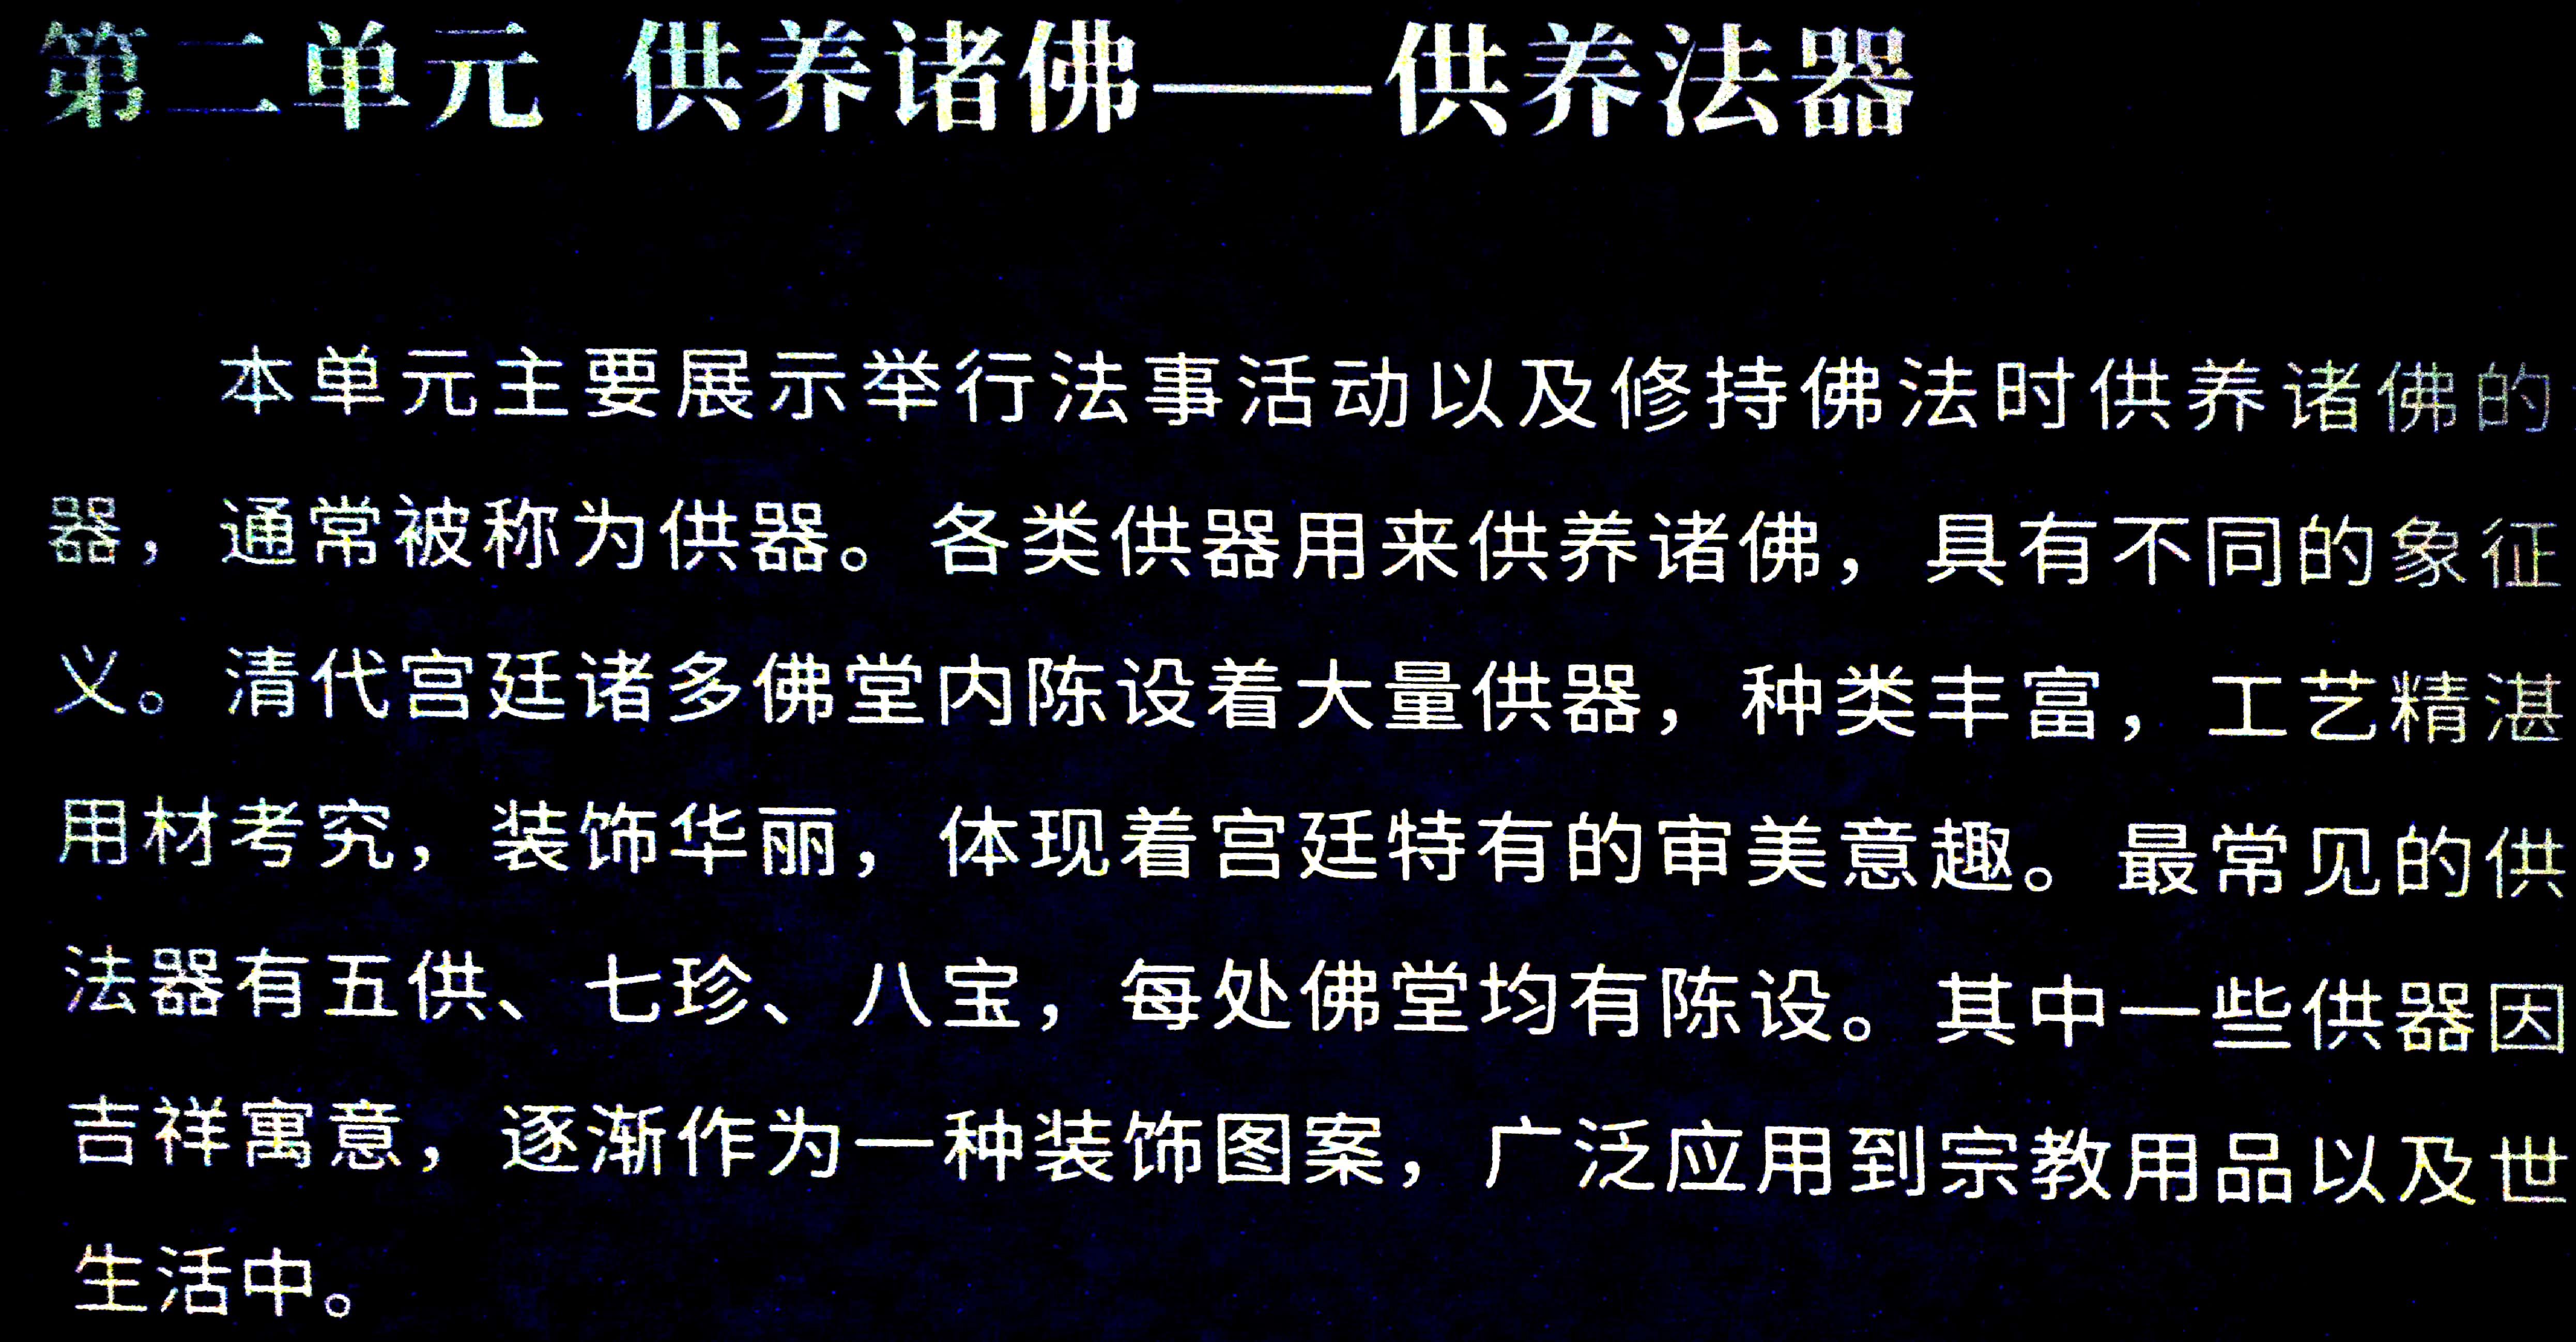 第二单元 供养诸佛——供养法器
本单元主要展示举行法事活动以及修持佛法时供养诸佛的
器，通常被称为供器。各类供器用来供养诸佛，具有不同的象征
义。清代宫廷诸多佛堂内陈设着大量供器，种类丰富，工艺精湛
用材考究，装饰华丽，体现着宫廷特有的审美意趣。最常见的供
法器有五供、七珍、八宝，每处佛堂均有陈设。其中一些供器因
吉祥寓意，逐渐作为一种装饰图案，广泛应用到宗教用品以及世
生活中。